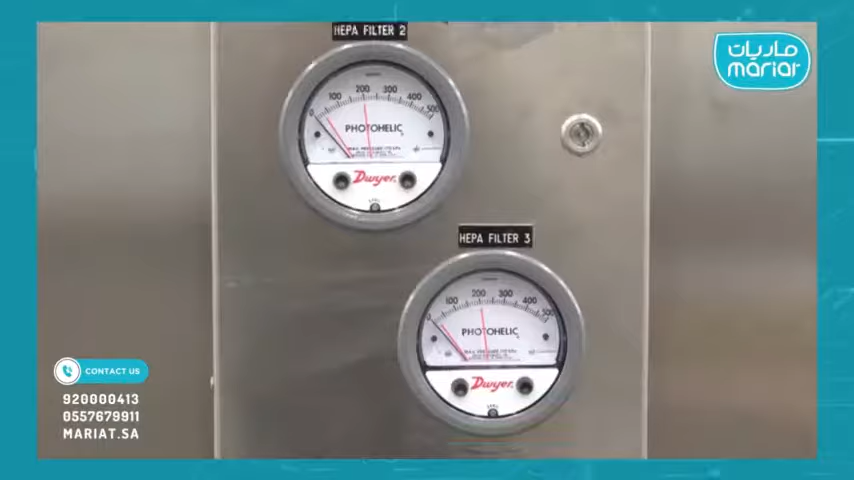 HEPA FILTER 2
ماريات
mariat
0 100 200 300 400 500
PHOTOHELIC
Dwyer
HEPA FILTER 3
0 100 200 300 400 500
PHOTOHELIC
Dwyer
CONTACT US
920000413
0557679911
MARIAT.SA